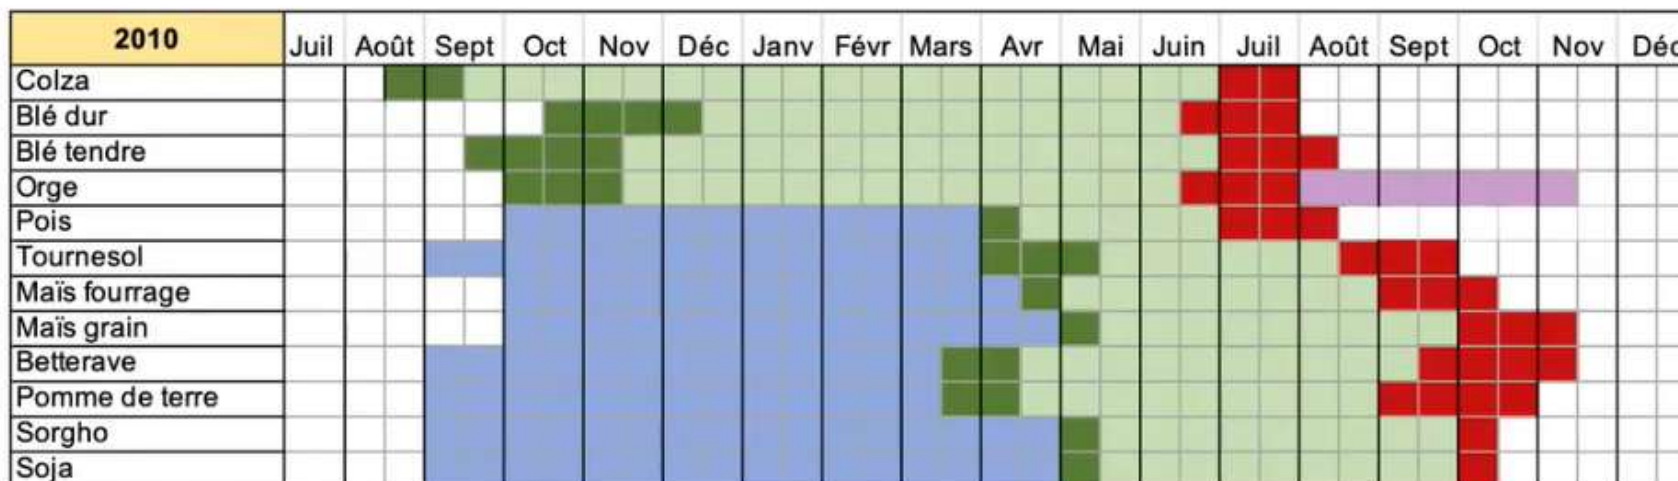 2010 Juil Août Sept Oct Nov Déc Janv Févr Mars Avr Mai Juin Juil Août Sept Oct Nov Déc
Colza
Blé dur
Blé tendre
Orge
Pois
Tournesol
Maïs fourrage
Maïs grain
Betterave
Pomme de terre
Sorgho
Soja